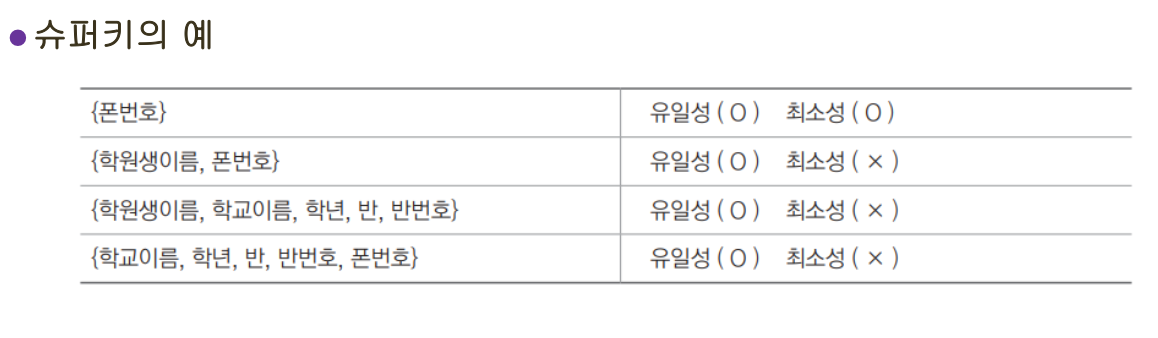 ● 슈퍼키의 예
{폰번호} 유일성 ( O ) 최소성 ( O )
{학원생이름, 폰번호} 유일성 ( O ) 최소성 ( × )
{학원생이름, 학교이름, 학년, 반, 반번호} 유일성 ( O ) 최소성 ( × )
{학교이름, 학년, 반, 반번호, 폰번호} 유일성 ( O ) 최소성 ( × )